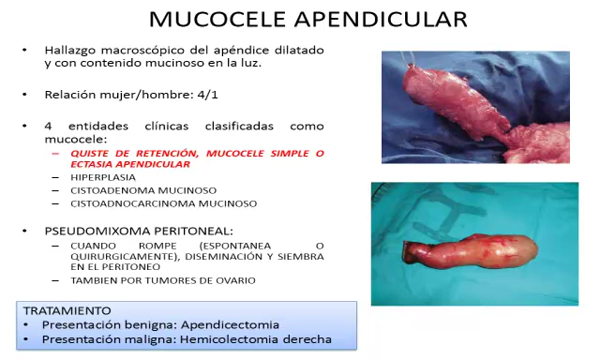 MUCOCELE APENDICULAR
• Hallazgo macroscópico del apéndice dilatado
y con contenido mucinoso en la luz.
• Relación mujer/hombre: 4/1
• 4 entidades clínicas clasificadas como
mucocele:
– QUISTE DE RETENCIÓN, MUCOCELE SIMPLE O
ECTASIA APENDICULAR
– HIPERPLASIA
– CISTOADENOMA MUCINOSO
– CISTOADNOCARCINOMA MUCINOSO
• PSEUDOMIXOMA PERITONEAL:
– CUANDO ROMPE (ESPONTANEA O
QUIRURGICAMENTE), DISEMINACIÓN Y SIEMBRA
EN EL PERITONEO
– TAMBIEN POR TUMORES DE OVARIO
TRATAMIENTO
• Presentación benigna: Apendicectomia
• Presentación maligna: Hemicolectomia derecha